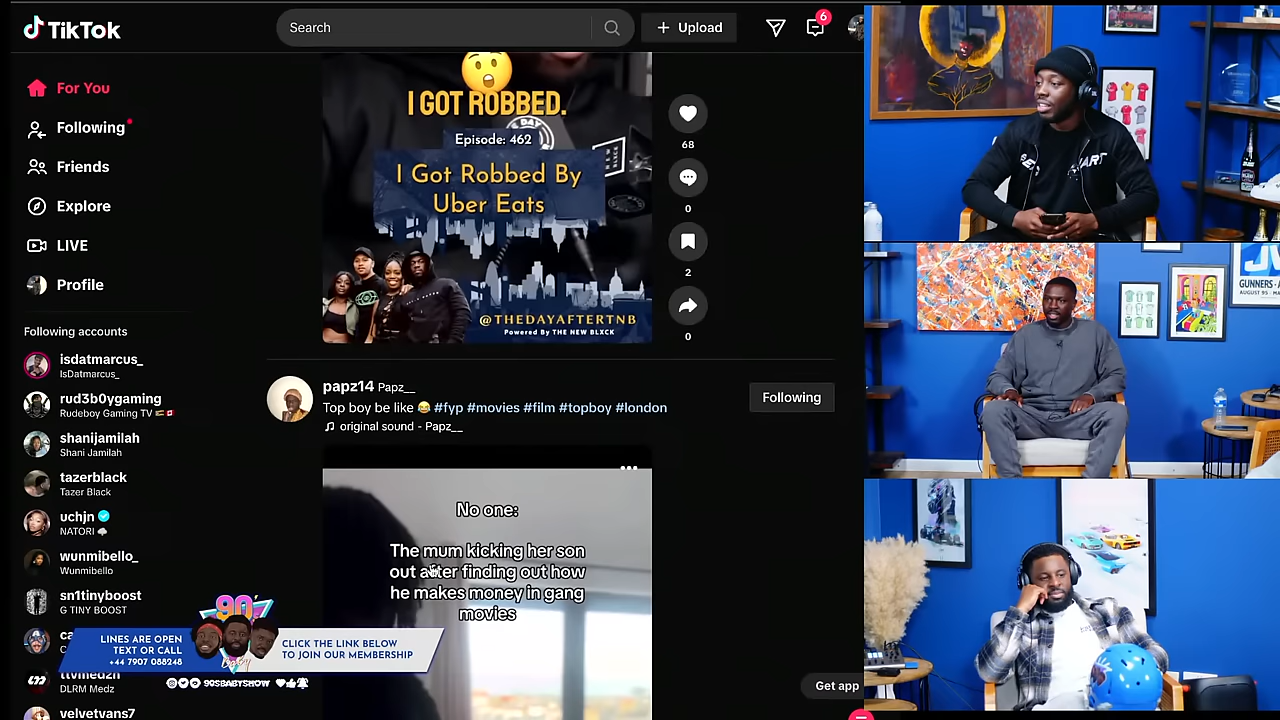 TikTok
Search
Upload
6
For You
Following
Friends
Explore
LIVE
Profile
Following accounts
isdatmarcus_
IsDatmarcus_
rud3b0ygaming
Rudeboy Gaming TV
shanijamilah
Shani Jamilah
tazerblack
Tazer Black
uchjn
NATORI
wunmibello_
Wunmibello
sn1tinyboost
G TINY BOOST
ca
DLRM Medz
velvetvans7
I GOT ROBBED.
Episode: 462
I Got Robbed By
Uber Eats
@THEDAYAFTERTNB
Powered By THE NEW BLXCK
68
0
2
0
papz14 Papz__
Top boy be like 😂 #fyp #movies #film #topboy #london
original sound - Papz__
Following
No one:
The mum kicking her son
out after finding out how
he makes money in gang
movies
Get app
90'
LINES ARE OPEN
TEXT OR CALL
+44 7907 088248
CLICK THE LINK BELOW
TO JOIN OUR MEMBERSHIP
90SBABYSHOW
GUNNERS
AUGUST 95